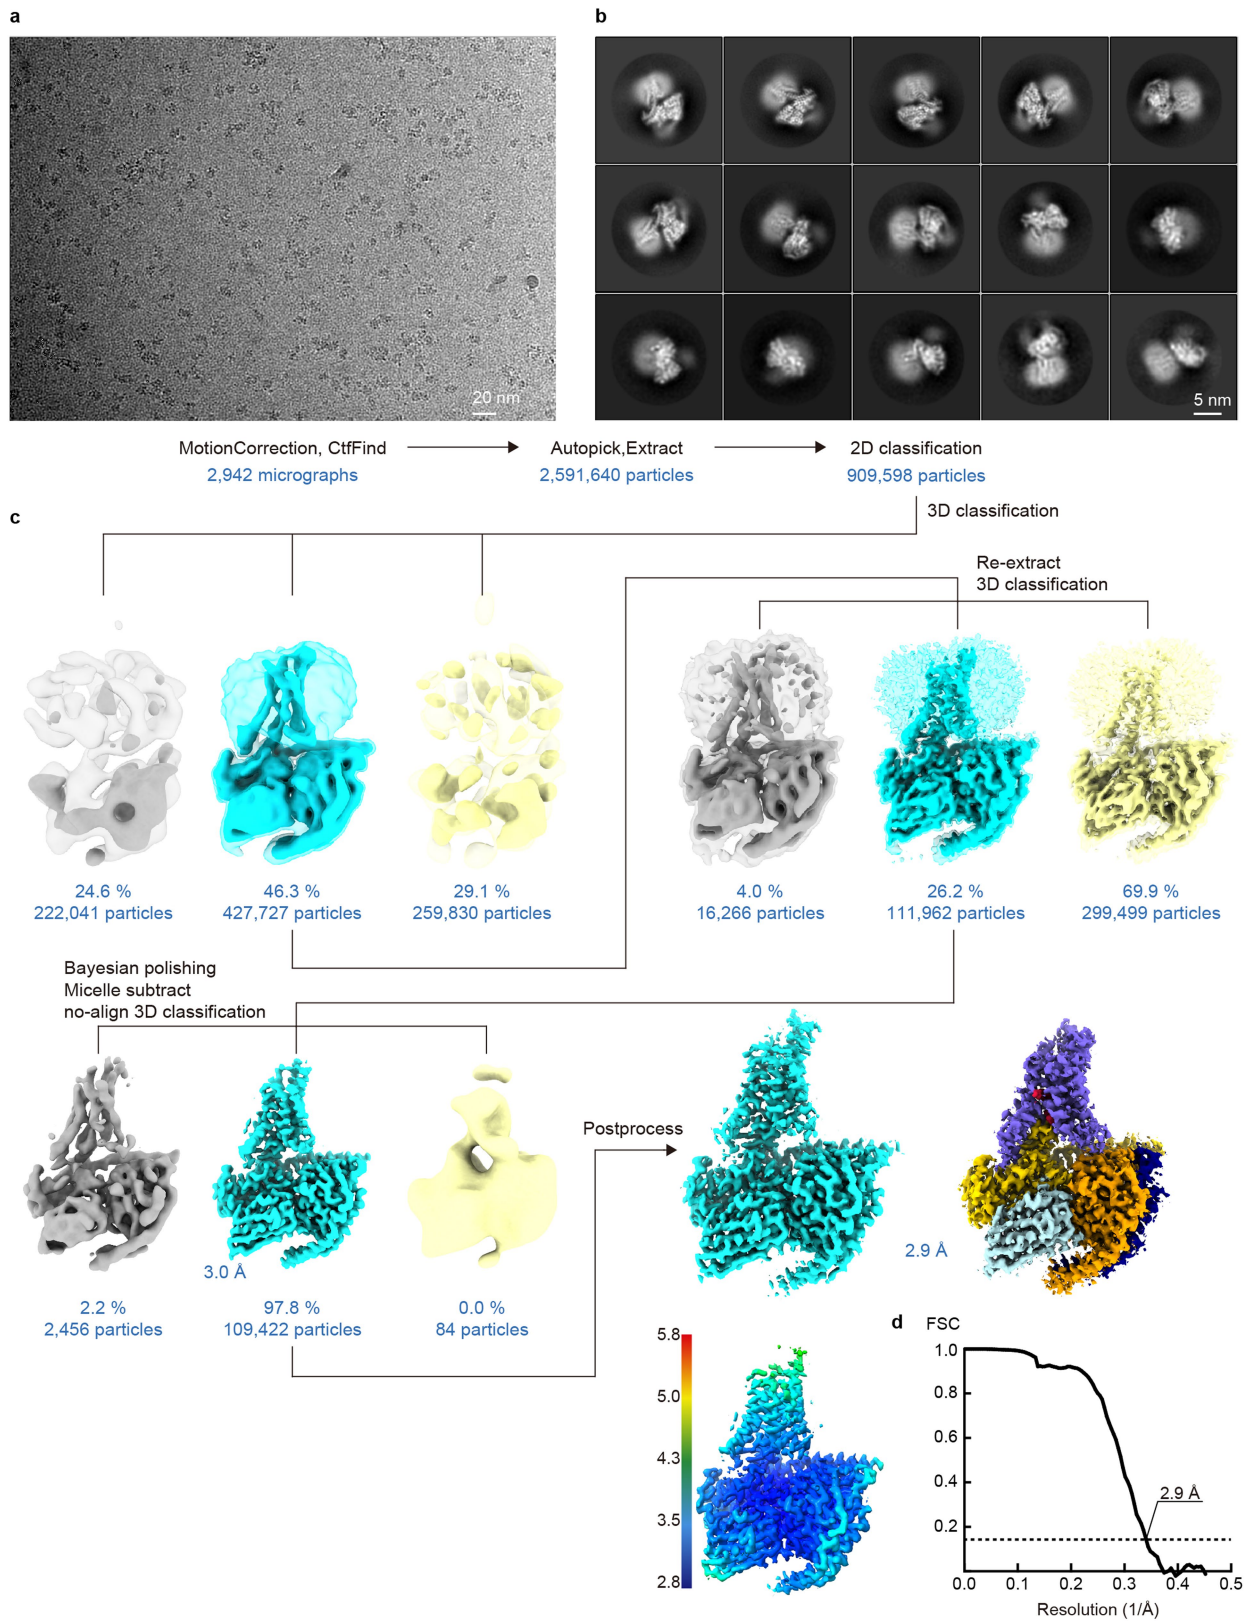 a
b
20 nm
5 nm
MotionCorrection, CtfFind
Autopick,Extract
2D classification
2,942 micrographs
2,591,640 particles
909,598 particles
c
3D classification
Re-extract
3D classification
24.6 %
46.3 %
29.1 %
4.0 %
26.2 %
69.9 %
222,041 particles
427,727 particles
259,830 particles
16,266 particles
111,962 particles
299,499 particles
Bayesian polishing
Micelle subtract
no-align 3D classification
Postprocess
3.0 Å
2.9 Å
2.2 %
97.8 %
0.0 %
2,456 particles
109,422 particles
84 particles
5.8
5.0
4.3
3.5
2.8
d
FSC
1.0
0.8
0.6
0.4
0.2
2.9 Å
0.0
0.1
0.2
0.3
0.4
0.5
Resolution (1/Å)